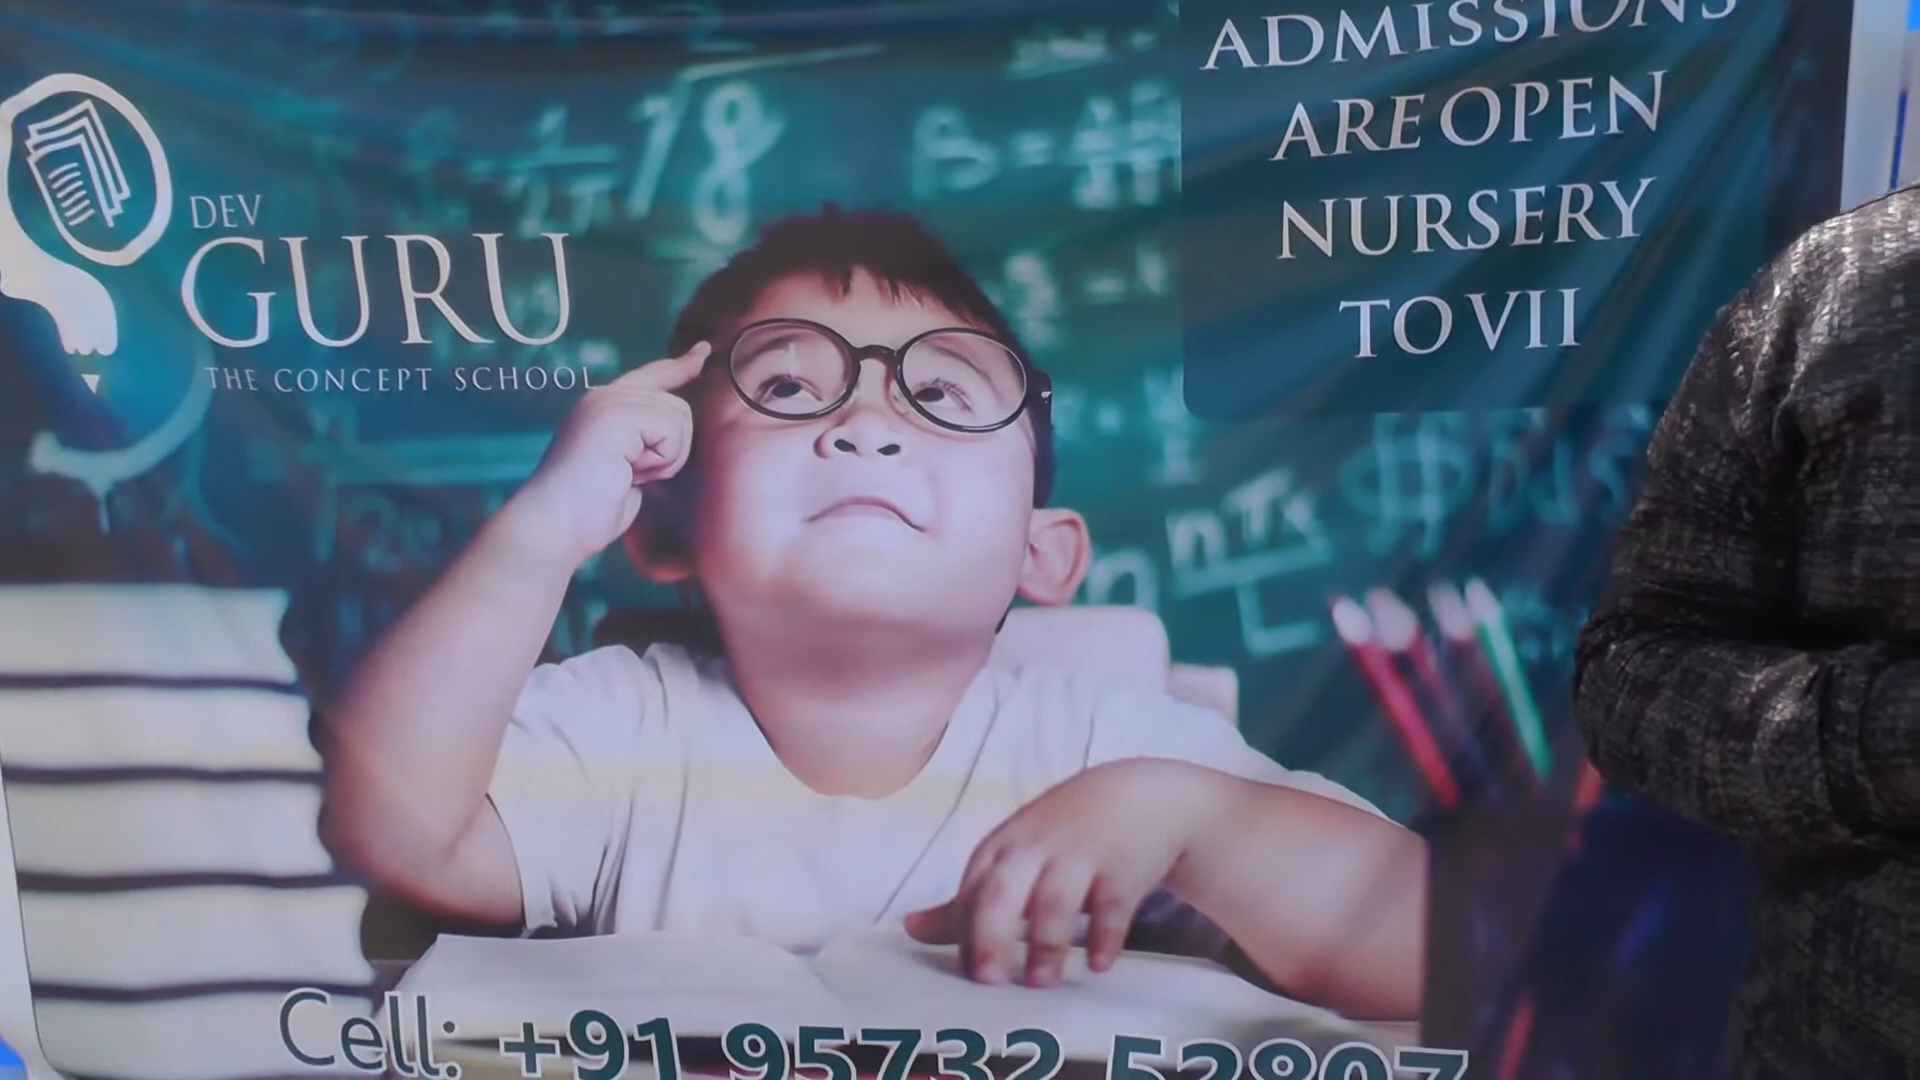 DEV
GURU
THE CONCEPT SCHOOL
ADMISSIONS
ARE OPEN
NURSERY
TO VII
Cell: +91 95732 52807